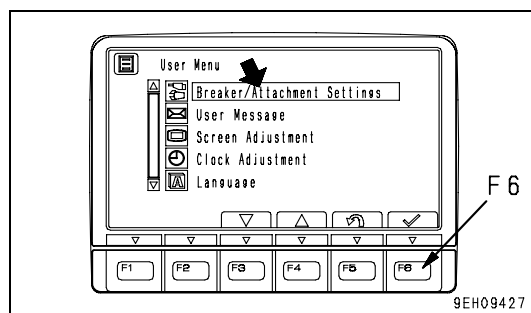 User Menu
Breaker/Attachment Settings
User Message
Screen Adjustment
Clock Adjustment
A Language
F6
F1 F2 F3 F4 F5 F6
9EH09427